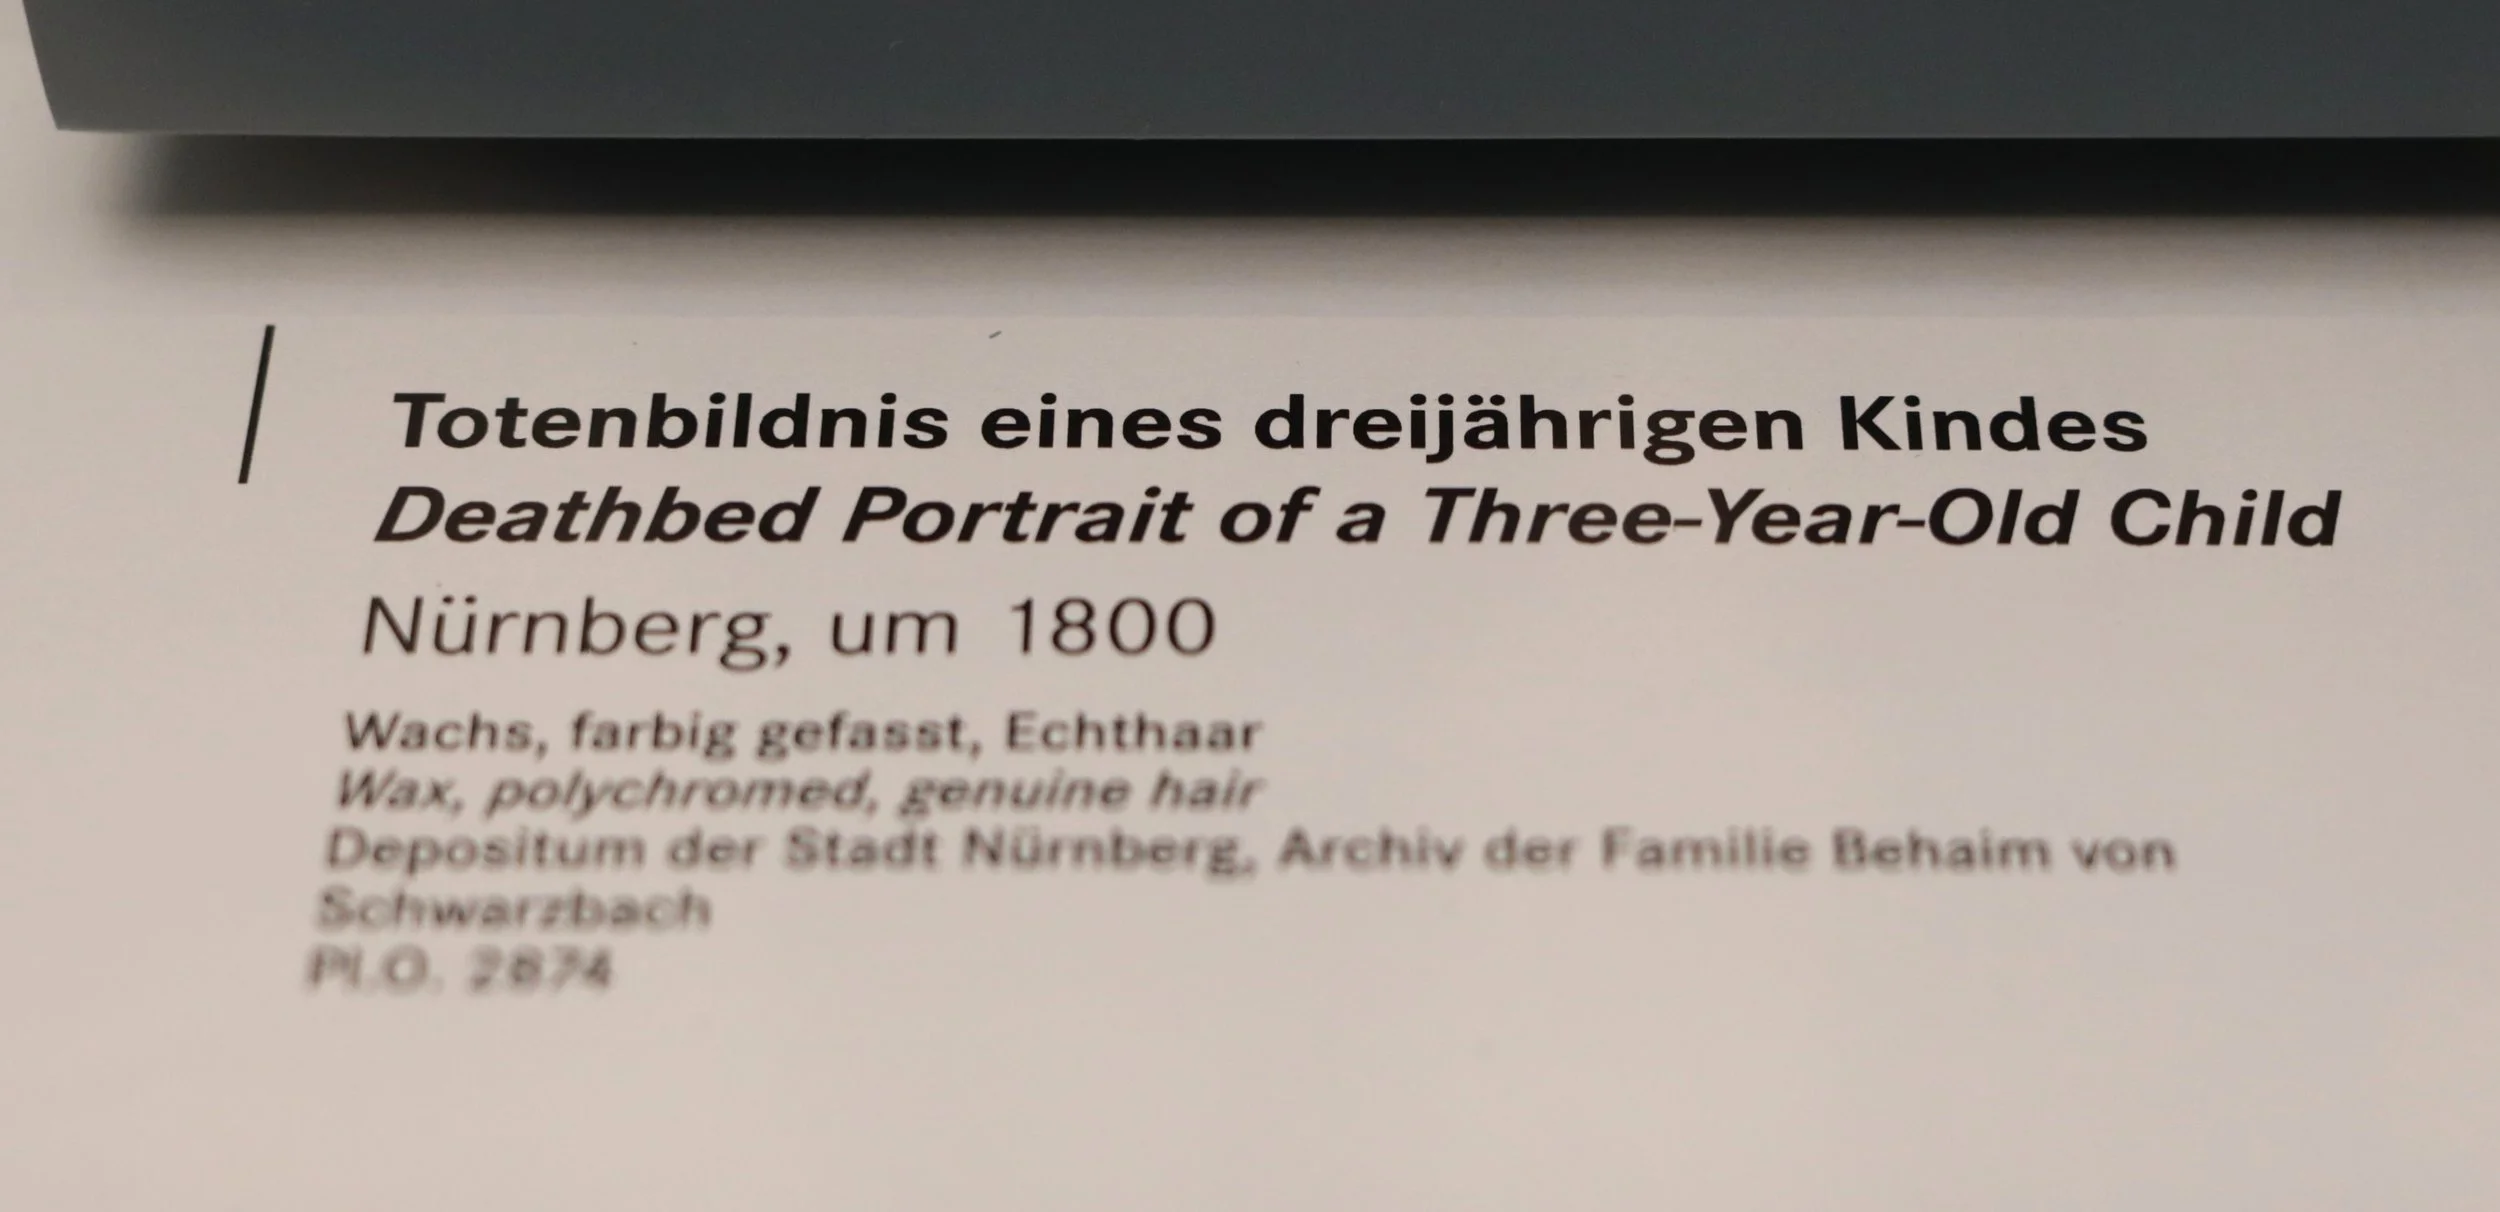 Totenbildnis eines dreijährigen Kindes
Deathbed Portrait of a Three-Year-Old Child
Nürnberg, um 1800
Wachs, farbig gefasst, Echthaar
Wax, polychromed, genuine hair
Depositum der Stadt Nürnberg, Archiv der Familie Behaim von
Schwarzbach
Pl.O. 2874